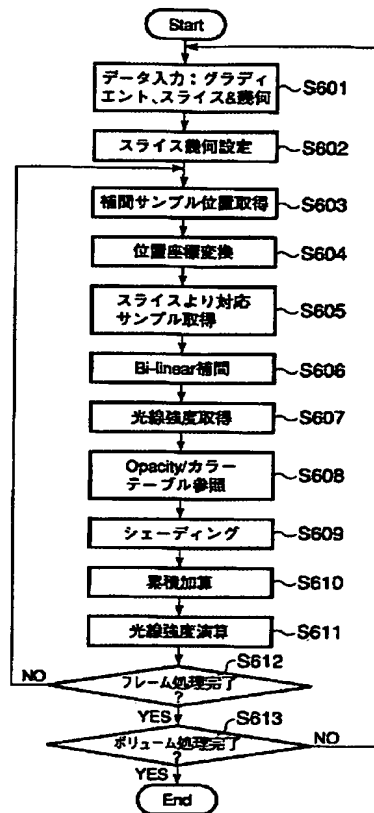 Start
データ入力：グラディ
エント、スライス&幾何
S601
スライス幾何設定
S602
補間サンプル位置取得
S603
位置座標変換
S604
スライスより対応
サンプル取得
S605
Bi-linear補間
S606
光線強度取得
S607
Opacity/カラー
テーブル参照
S608
シェーディング
S609
累積加算
S610
光線強度演算
S611
S612
フレーム処理完了
?
NO
YES
S613
ボリューム処理完了
?
NO
YES
End